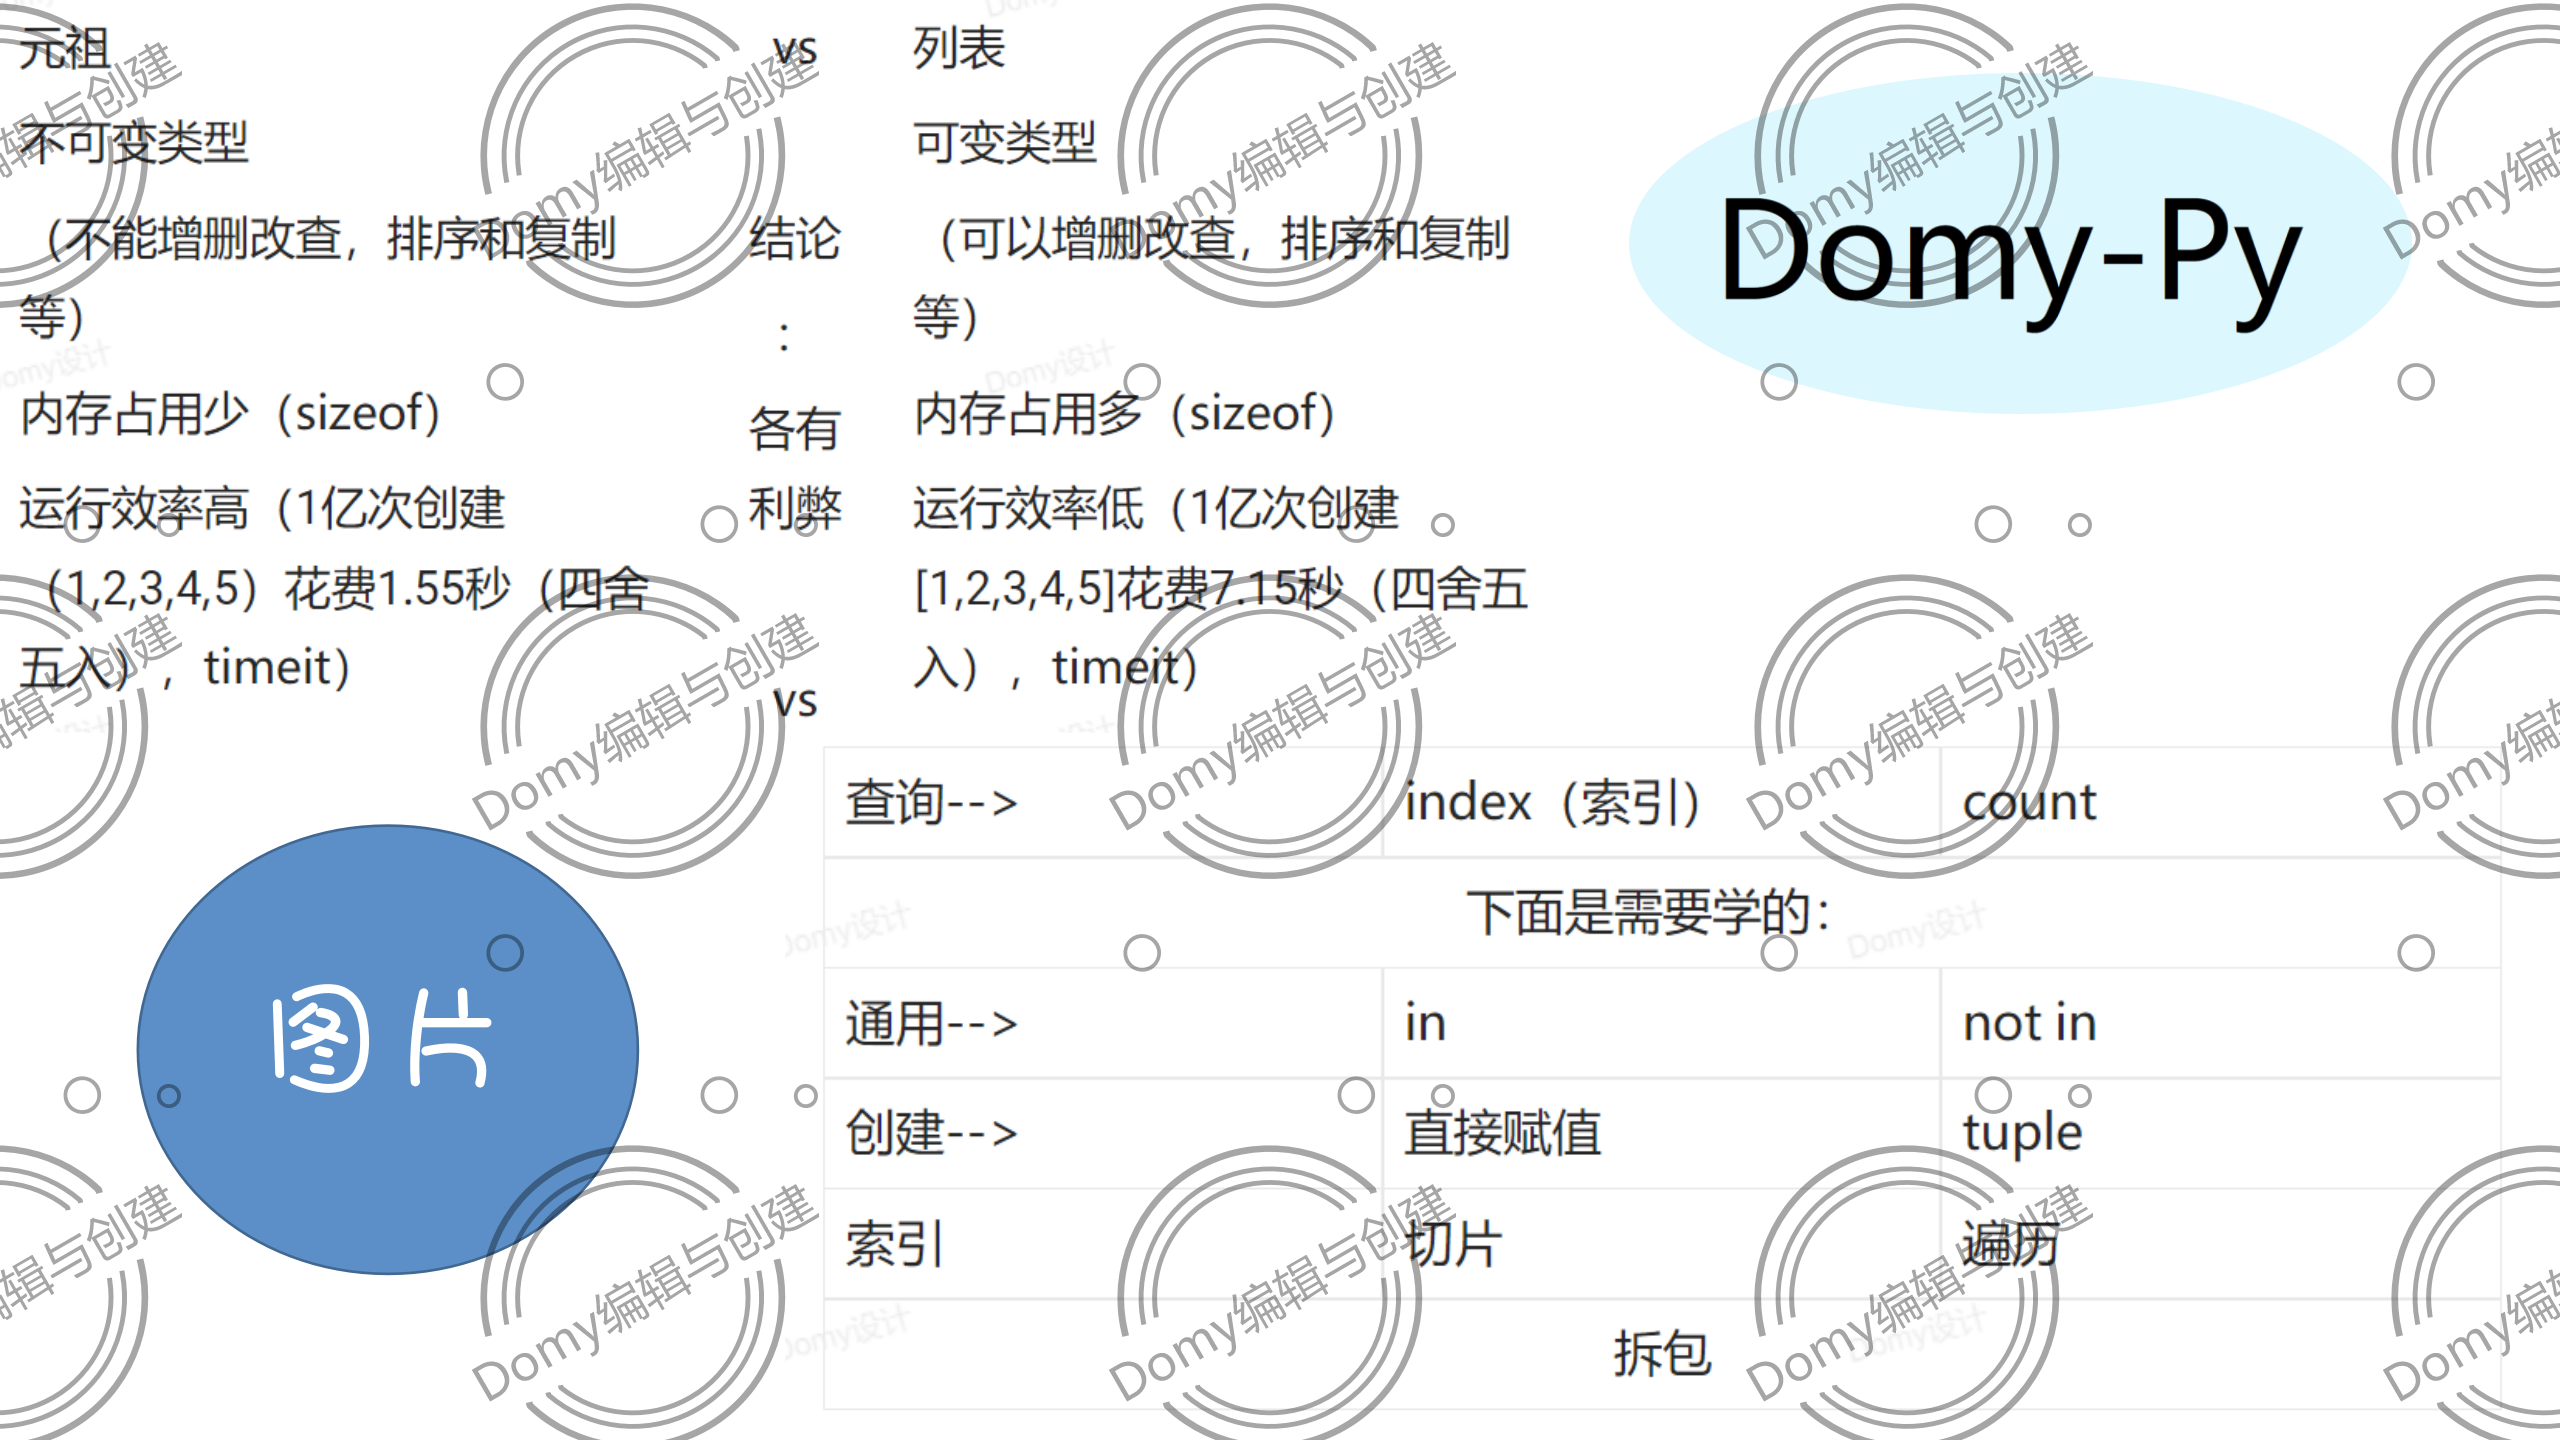 元祖
不可变类型
（不能增删改查，排序和复制
等）
内存占用少（sizeof）
运行效率高（1亿次创建
（1,2,3,4,5）花费1.55秒（四舍
五入），timeit）
vs
结论
：
各有
利弊
vs
列表
可变类型
（可以增删改查，排序和复制
等）
内存占用多（sizeof）
运行效率低（1亿次创建
[1,2,3,4,5]花费7.15秒（四舍五
入），timeit）
Domy-Py
图片
查询--> index（索引） count
下面是需要学的：
通用--> in not in
创建--> 直接赋值 tuple
索引 切片 遍历
拆包
Domy编辑与创建
Domy设计